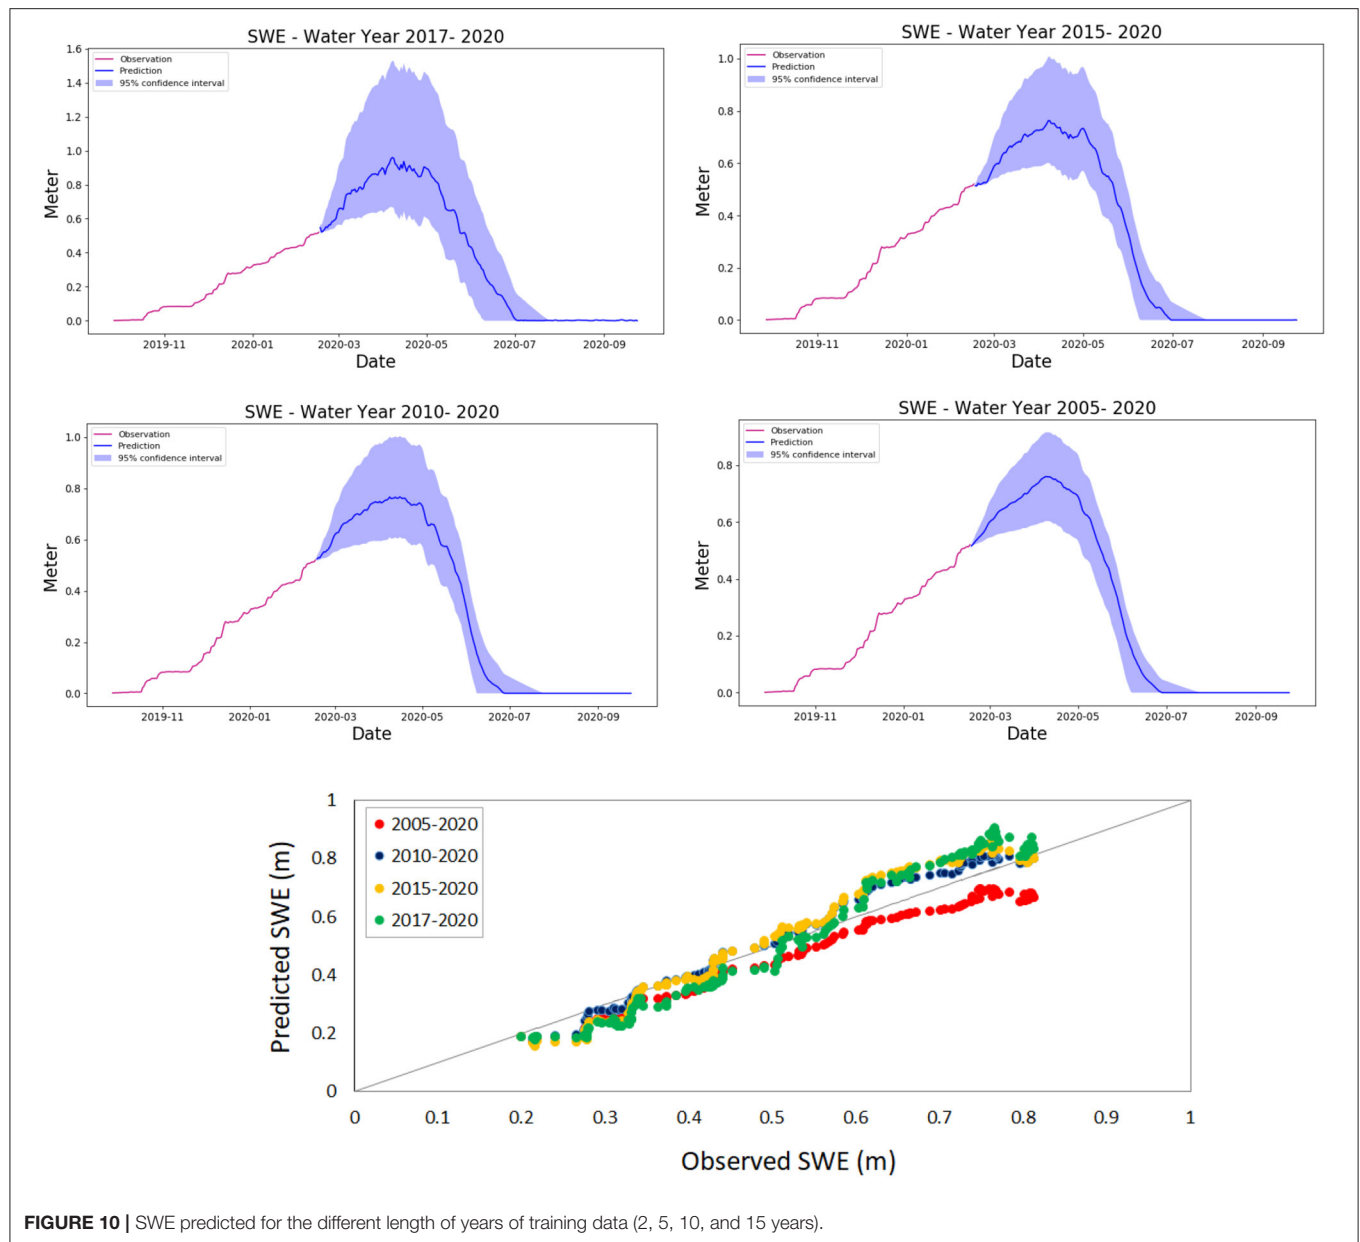 SWE - Water Year 2017- 2020
Observation
Prediction
95% confidence interval
1.6
1.4
1.2
1.0
0.8
0.6
0.4
0.2
0.0
Meter
2019-11 2020-01 2020-03 2020-05 2020-07 2020-09
Date
SWE - Water Year 2015- 2020
Observation
Prediction
95% confidence interval
1.0
0.8
0.6
0.4
0.2
0.0
Meter
2019-11 2020-01 2020-03 2020-05 2020-07 2020-09
Date
SWE - Water Year 2010- 2020
Observation
Prediction
95% confidence interval
1.0
0.8
0.6
0.4
0.2
0.0
Meter
2019-11 2020-01 2020-03 2020-05 2020-07 2020-09
Date
SWE - Water Year 2005- 2020
Observation
Prediction
95% confidence interval
0.8
0.6
0.4
0.2
0.0
Meter
2019-11 2020-01 2020-03 2020-05 2020-07 2020-09
Date
1
0.8
0.6
0.4
0.2
0
Predicted SWE (m)
2005-2020
2010-2020
2015-2020
2017-2020
0 0.1 0.2 0.3 0.4 0.5 0.6 0.7 0.8 0.9 1
Observed SWE (m)
FIGURE 10 | SWE predicted for the different length of years of training data (2, 5, 10, and 15 years).